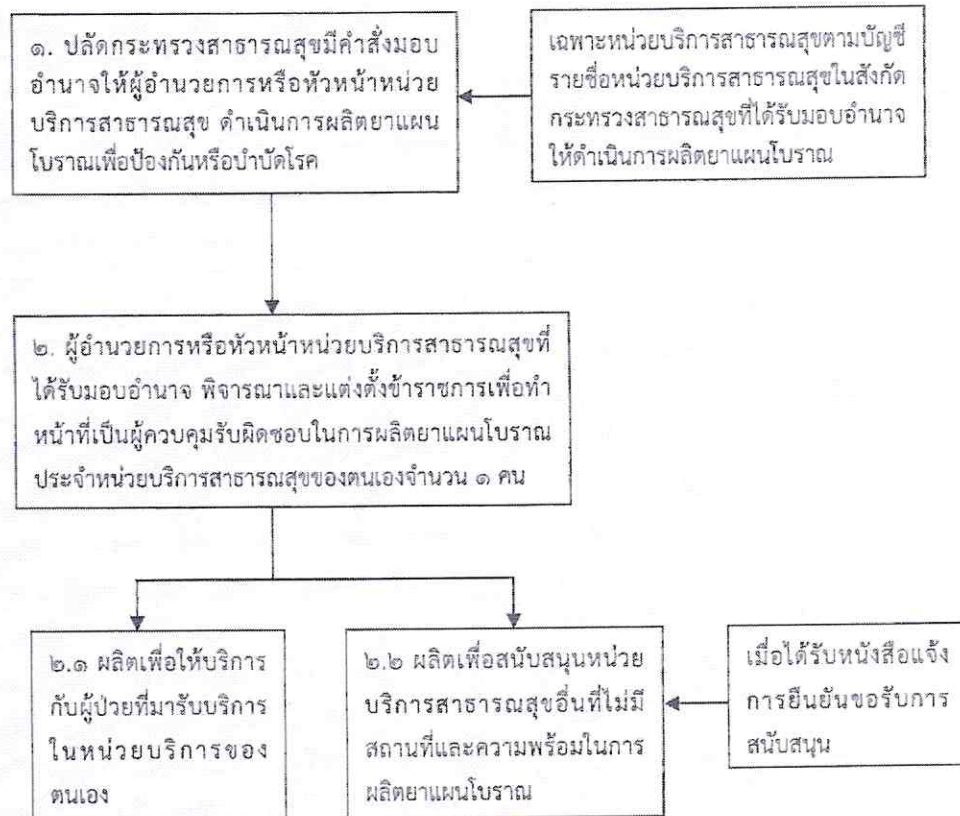 ๑. ปลัดกระทรวงสาธารณสุขมีคำสั่งมอบ
อำนาจให้ผู้อำนวยการหรือหัวหน้าหน่วย
บริการสาธารณสุข ดำเนินการผลิตยาแผน
โบราณเพื่อป้องกันหรือบำบัดโรค
เฉพาะหน่วยบริการสาธารณสุขตามบัญชี
รายชื่อหน่วยบริการสาธารณสุขในสังกัด
กระทรวงสาธารณสุขที่ได้รับมอบอำนาจ
ให้ดำเนินการผลิตยาแผนโบราณ
๒. ผู้อำนวยการหรือหัวหน้าหน่วยบริการสาธารณสุขที่
ได้รับมอบอำนาจ พิจารณาและแต่งตั้งข้าราชการเพื่อทำ
หน้าที่เป็นผู้ควบคุมรับผิดชอบในการผลิตยาแผนโบราณ
ประจำหน่วยบริการสาธารณสุขของตนเองจำนวน ๑ คน
๒.๑ ผลิตเพื่อให้บริการ
กับผู้ป่วยที่มารับบริการ
ในหน่วยบริการของ
ตนเอง
๒.๒ ผลิตเพื่อสนับสนุนหน่วย
บริการสาธารณสุขอื่นที่ไม่มี
สถานที่และความพร้อมในการ
ผลิตยาแผนโบราณ
เมื่อได้รับหนังสือแจ้ง
การยืนยันขอรับการ
สนับสนุน